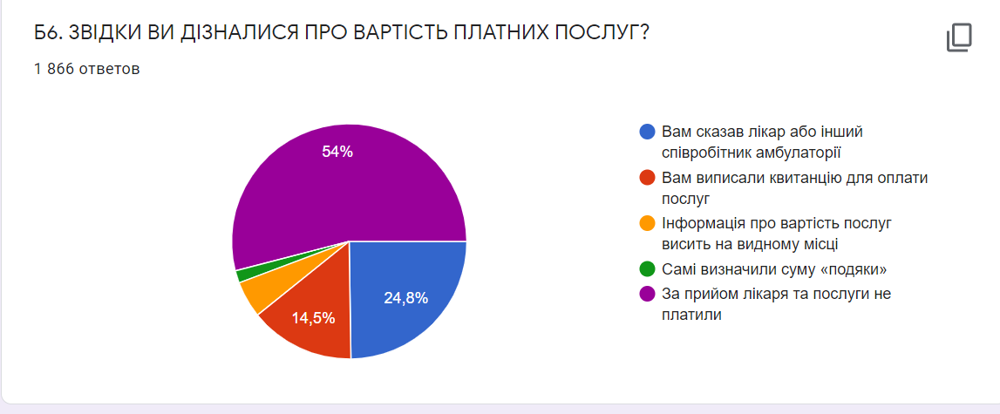 Б6. ЗВІДКИ ВИ ДІЗНАЛИСЯ ПРО ВАРТІСТЬ ПЛАТНИХ ПОСЛУГ?
1 866 ответов
54%
24,8%
14,5%
Вам сказав лікар або інший
співробітник амбулаторії
Вам виписали квитанцію для оплати
послуг
Інформація про вартість послуг
висить на видному місці
Самі визначили суму «подяки»
За прийом лікаря та послуги не
платили